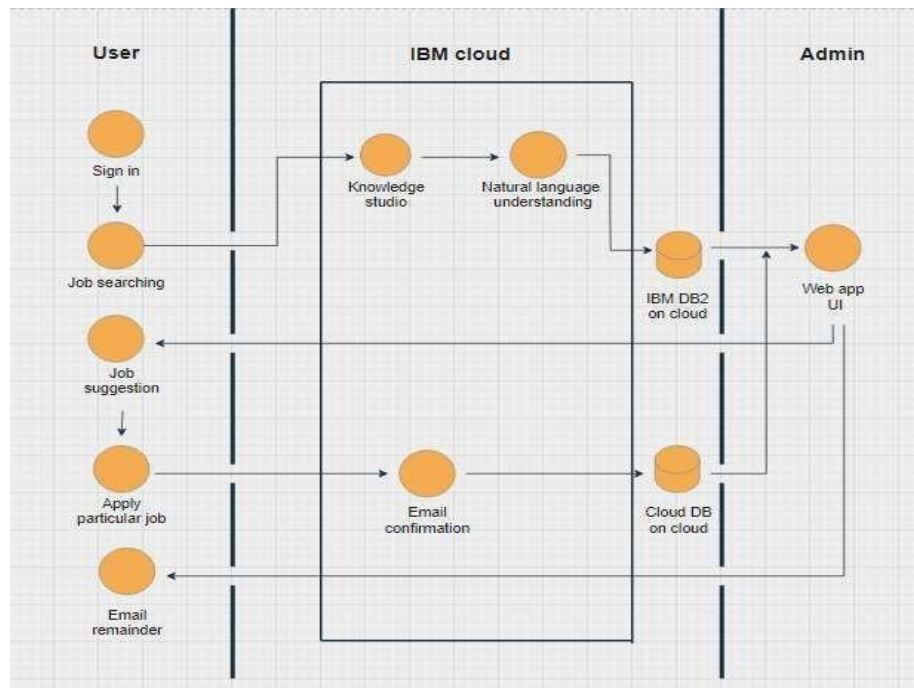 User
IBM cloud
Admin
Sign in
Knowledge
studio
Natural language
understanding
Job searching
IBM DB2
on cloud
Web app
UI
Job
suggestion
Apply
particular job
Email
confirmation
Cloud DB
on cloud
Email
remainder